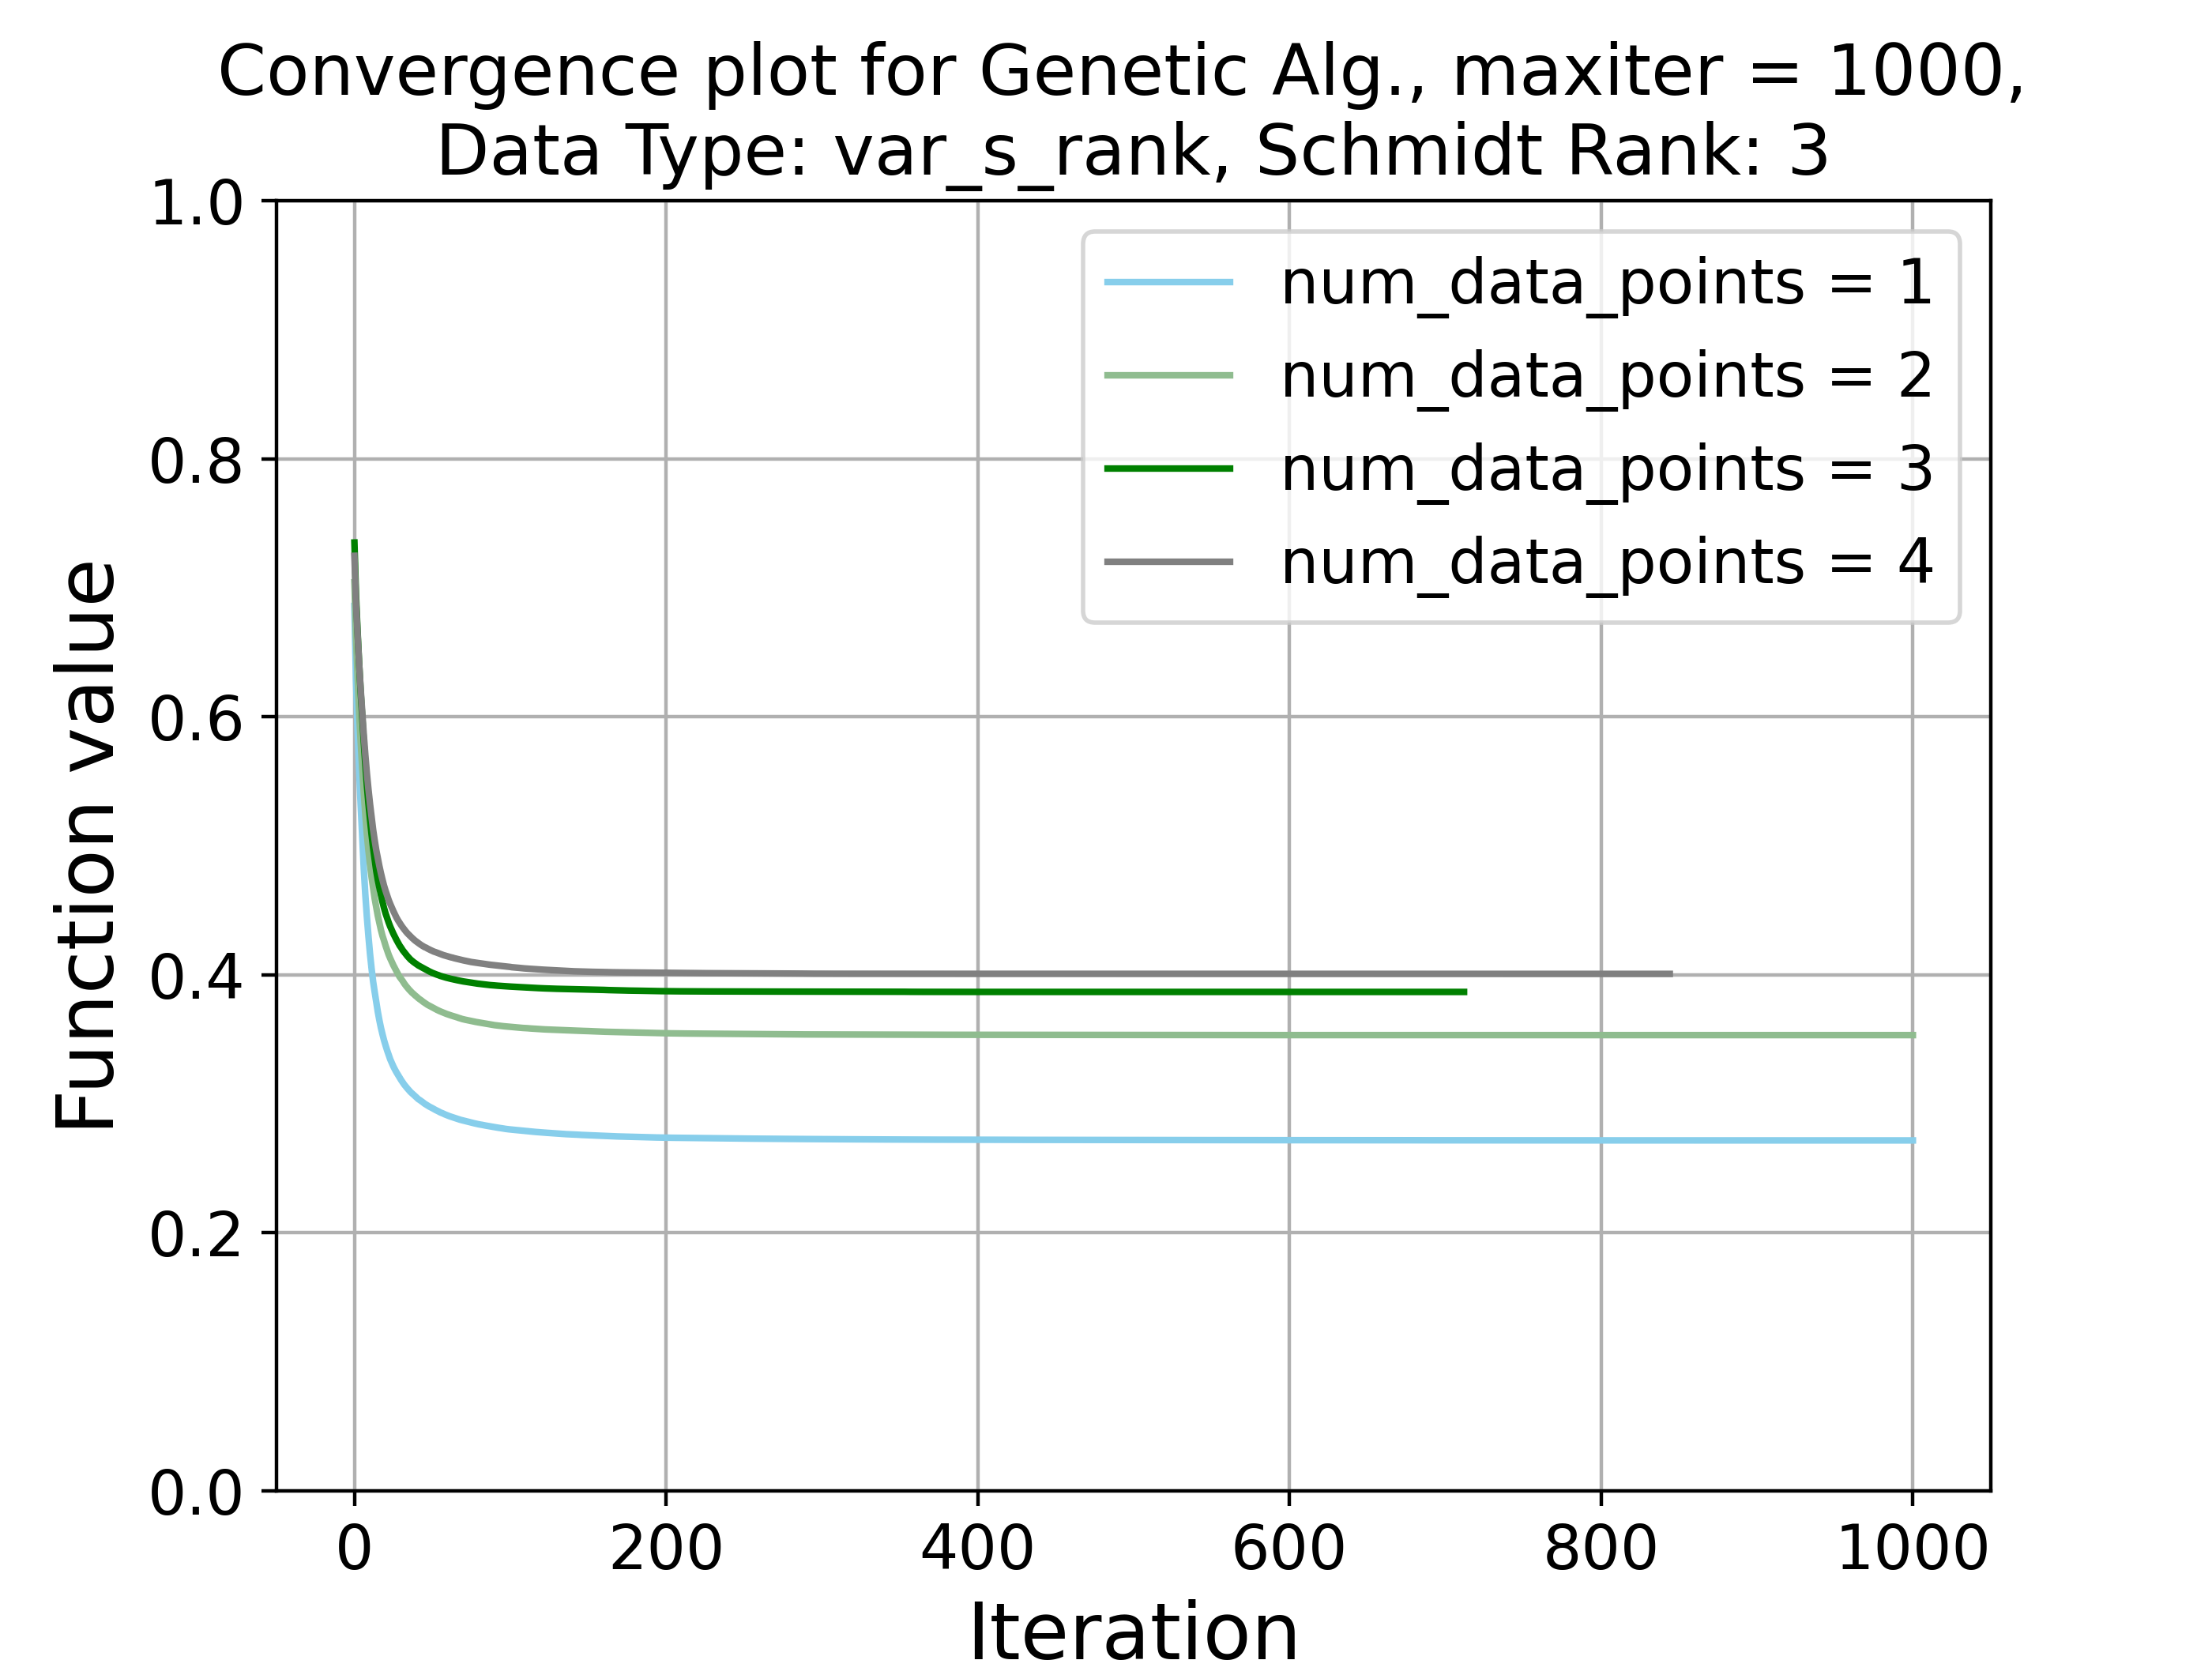 Convergence plot for Genetic Alg., maxiter = 1000,
Data Type: var_s_rank, Schmidt Rank: 3
1.0
0.8
0.6
0.4
0.2
0.0
Function value
num_data_points = 1
num_data_points = 2
num_data_points = 3
num_data_points = 4
0 200 400 600 800 1000
Iteration